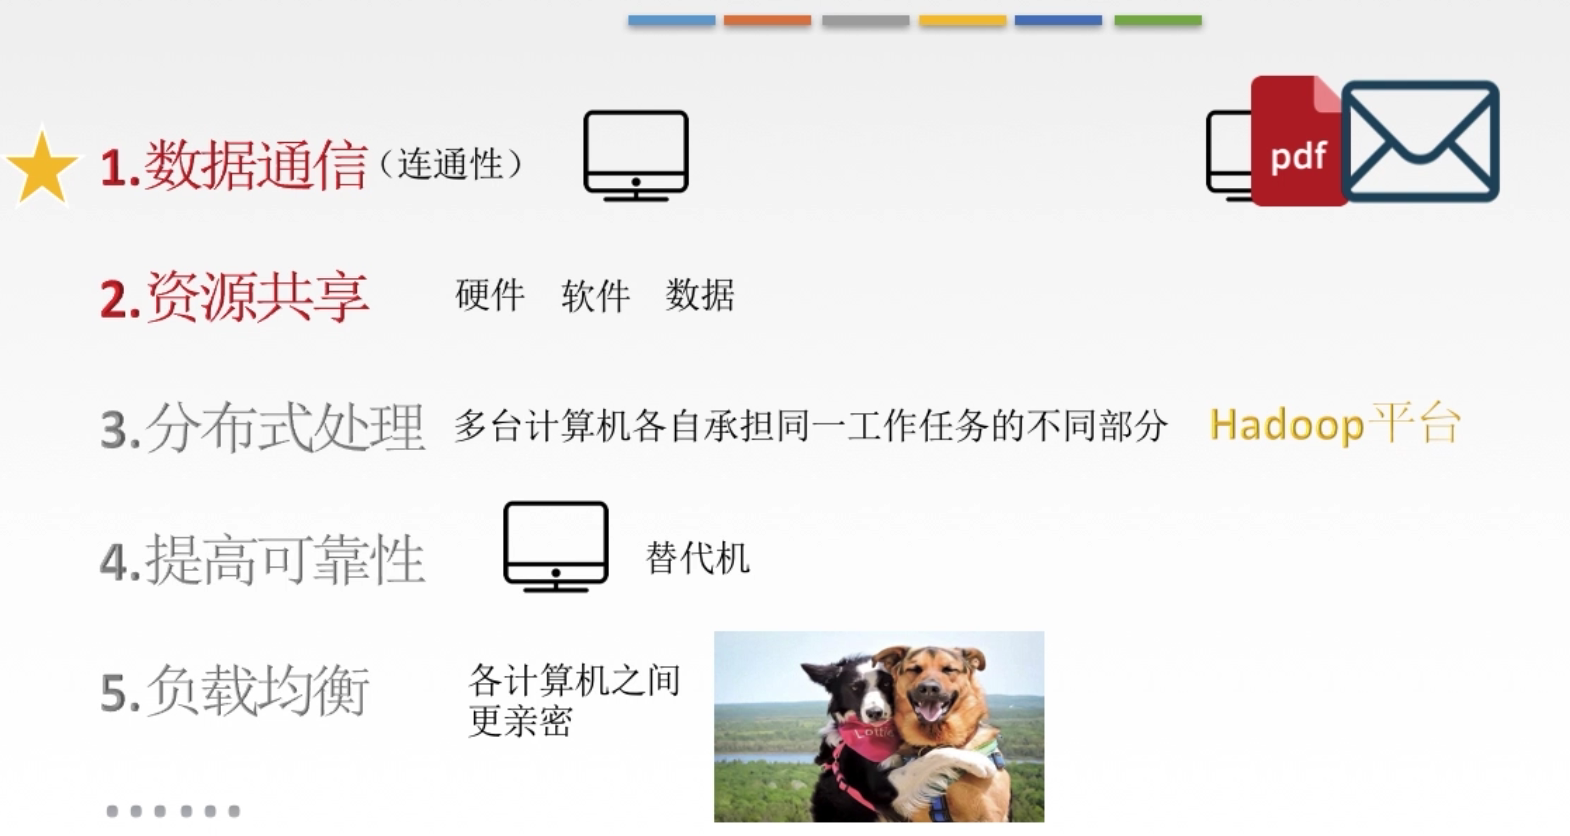 1.数据通信（连通性）
pdf
2.资源共享 硬件 软件 数据
3.分布式处理 多台计算机各自承担同一工作任务的不同部分 Hadoop平台
4.提高可靠性 替代机
5.负载均衡 各计算机之间
更亲密
Lottie
......